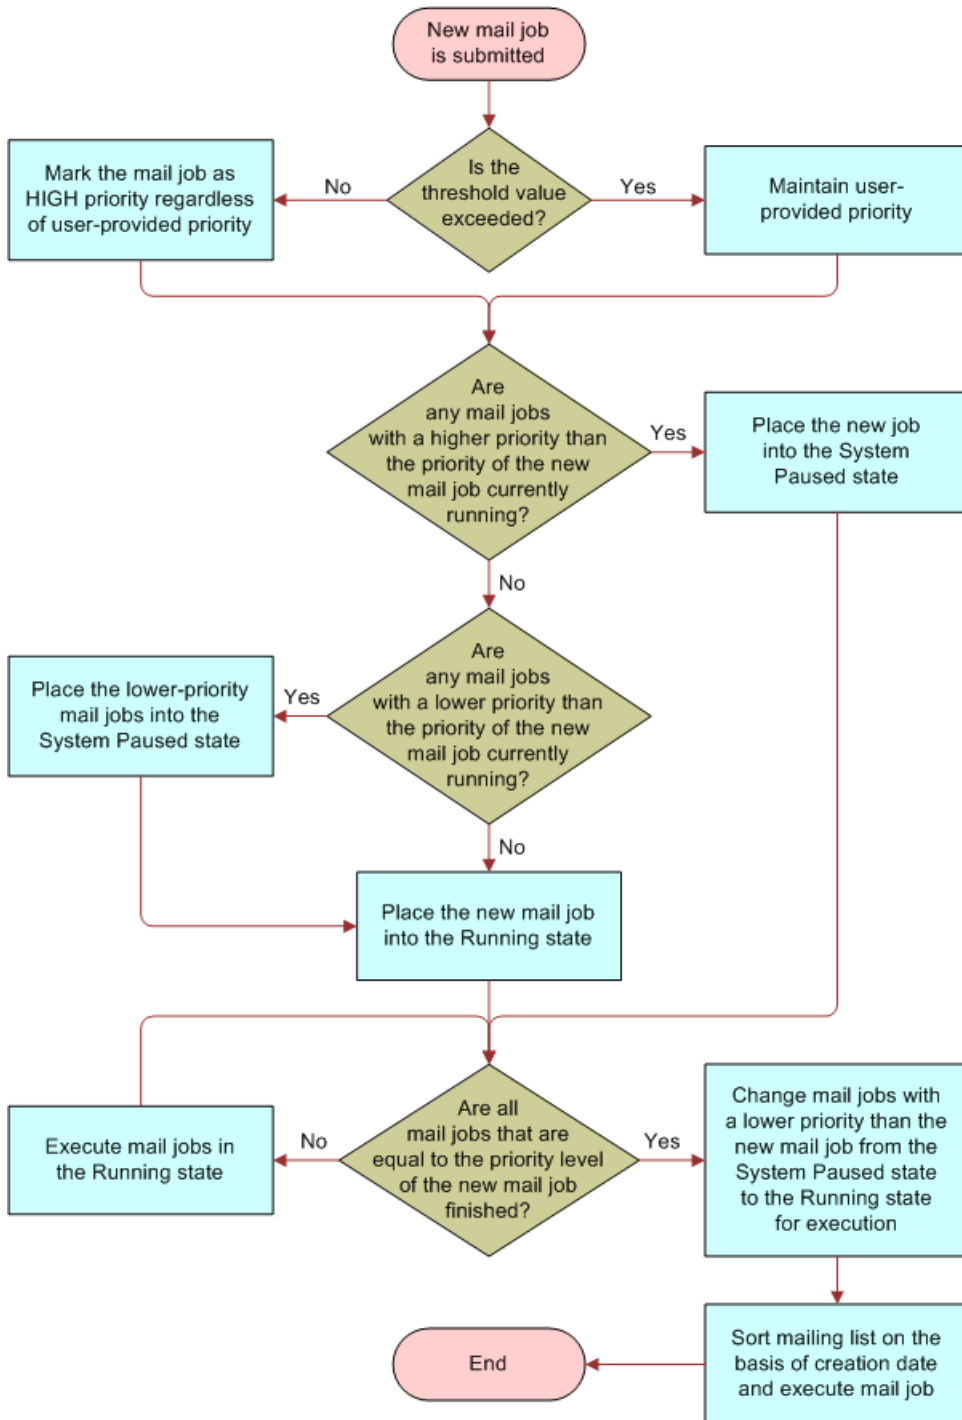 New mail job
is submitted
Is the
threshold value
exceeded?
No
Yes
Mark the mail job as
HIGH priority regardless
of user-provided priority
Maintain user-
provided priority
Are
any mail jobs
with a higher priority than
the priority of the new
mail job currently
running?
Yes
Place the new job
into the System
Paused state
No
Are
any mail jobs
with a lower priority than
the priority of the new
mail job currently
running?
Yes
Place the lower-priority
mail jobs into the
System Paused state
No
Place the new mail job
into the Running state
Are all
mail jobs that are
equal to the priority level
of the new mail job
finished?
No
Execute mail jobs in
the Running state
Yes
Change mail jobs with
a lower priority than the
new mail job from the
System Paused state
to the Running state
for execution
Sort mailing list on the
basis of creation date
and execute mail job
End